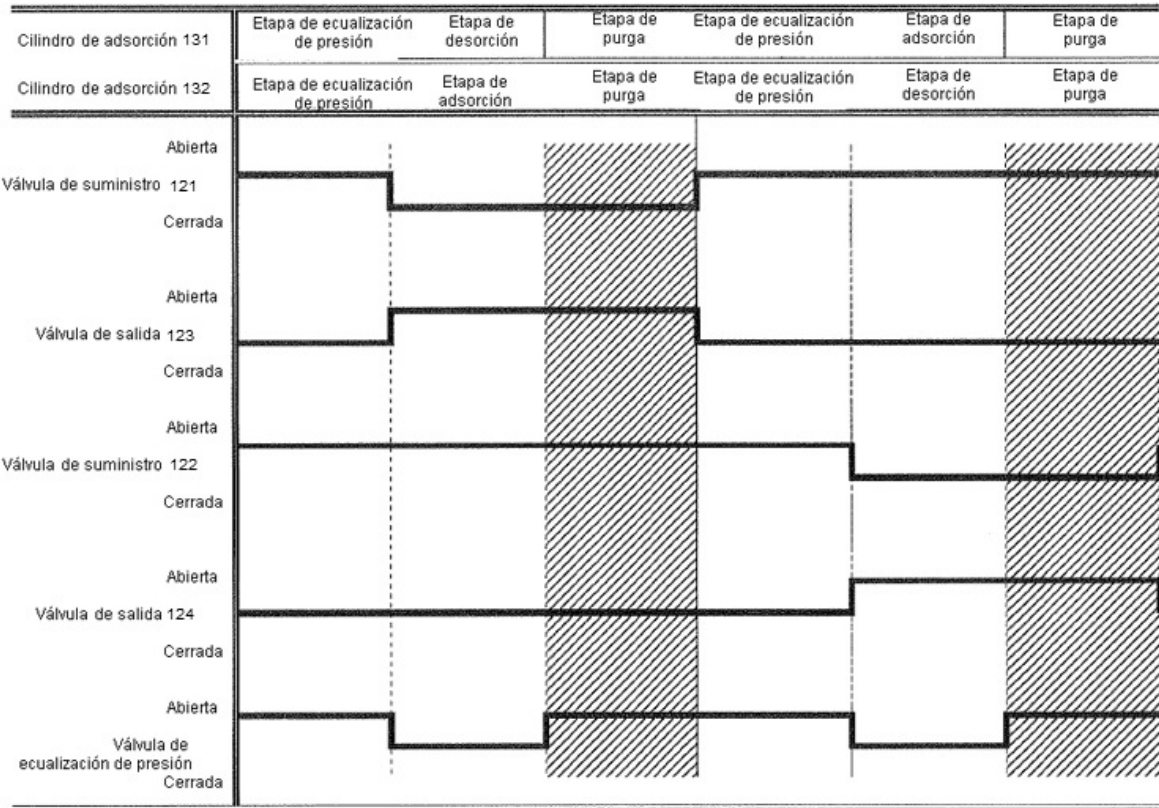 Cilindro de adsorción 131
Etapa de ecualización
de presión
Etapa de
desorción
Etapa de
purga
Etapa de ecualización
de presión
Etapa de
adsorción
Etapa de
purga
Cilindro de adsorción 132
Etapa de ecualización
de presión
Etapa de
adsorción
Etapa de
purga
Etapa de ecualización
de presión
Etapa de
desorción
Etapa de
purga
Abierta
Válvula de suministro 121
Cerrada
Abierta
Válvula de salida 123
Cerrada
Abierta
Válvula de suministro 122
Cerrada
Abierta
Válvula de salida 124
Cerrada
Abierta
Válvula de
ecualización de presión
Cerrada